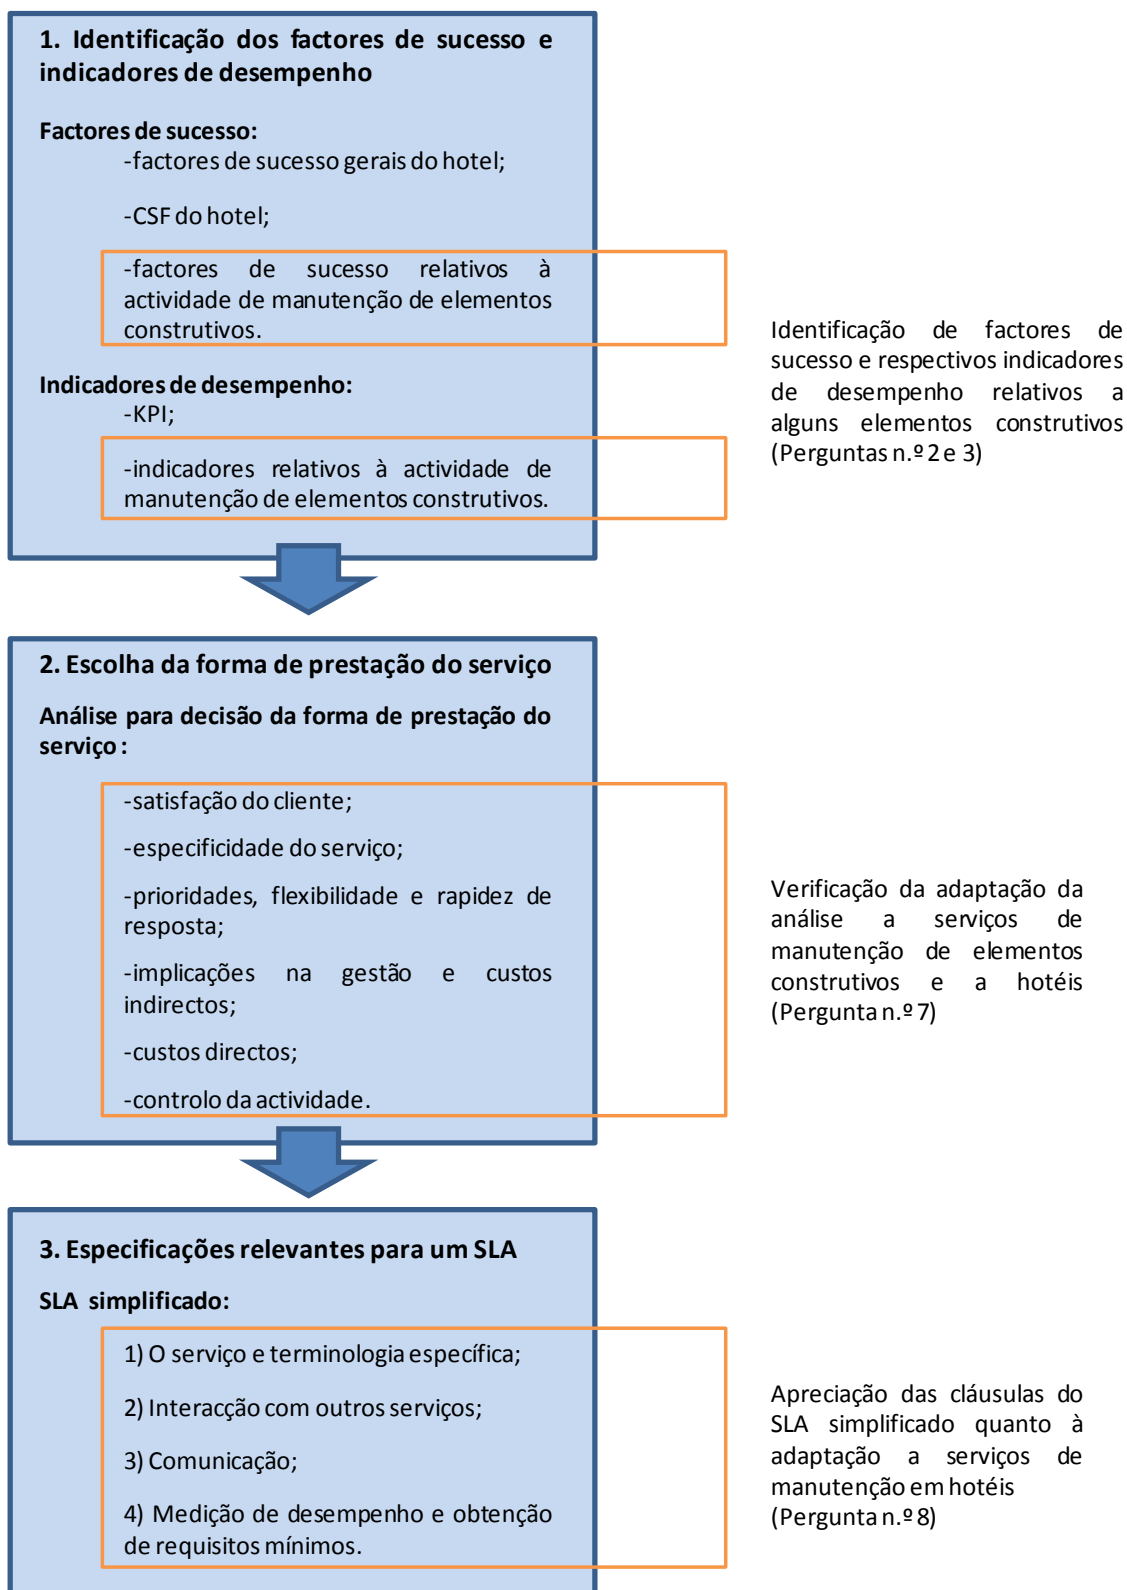 1. Identificação dos factores de sucesso e
indicadores de desempenho
Factores de sucesso:
-factores de sucesso gerais do hotel;
-CSF do hotel;
-factores de sucesso relativos à
actividade de manutenção de elementos
construtivos.
Indicadores de desempenho:
-KPI;
-indicadores relativos à actividade de
manutenção de elementos construtivos.
Identificação de factores de
sucesso e respectivos indicadores
de desempenho relativos a
alguns elementos construtivos
(Perguntas n.º 2 e 3)
2. Escolha da forma de prestação do serviço
Análise para decisão da forma de prestação do
serviço :
-satisfação do cliente;
-especificidade do serviço;
-prioridades, flexibilidade e rapidez de
resposta;
-implicações na gestão e custos
indirectos;
-custos directos;
-controlo da actividade.
Verificação da adaptação da
análise a serviços de
manutenção de elementos
construtivos e a hotéis
(Pergunta n.º 7)
3. Especificações relevantes para um SLA
SLA simplificado:
1) O serviço e terminologia específica;
2) Interacção com outros serviços;
3) Comunicação;
4) Medição de desempenho e obtenção
de requisitos mínimos.
Apreciação das cláusulas do
SLA simplificado quanto à
adaptação a serviços de
manutenção em hotéis
(Pergunta n.º 8)